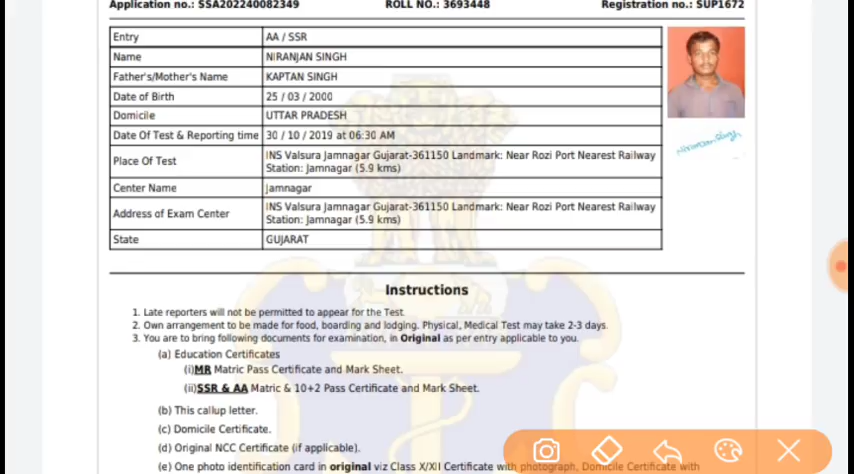 Application no.: SSA202240082349 ROLL NO.: 3693448 Registration no.: SUP1672
Entry AA / SSR
Name NIRANJAN SINGH
Father's/Mother's Name KAPTAN SINGH
Date of Birth 25 / 03 / 2000
Domicile UTTAR PRADESH
Date Of Test & Reporting time 30 / 10 / 2019 at 06:30 AM
Place Of Test INS Valsura Jamnagar Gujarat-361150 Landmark: Near Rozi Port Nearest Railway
Station: Jamnagar (5.9 kms)
Center Name Jamnagar
Address of Exam Center INS Valsura Jamnagar Gujarat-361150 Landmark: Near Rozi Port Nearest Railway
Station: Jamnagar (5.9 kms)
State GUJARAT
Instructions
1. Late reporters will not be permitted to appear for the Test.
2. Own arrangement to be made for food, boarding and lodging. Physical, Medical Test may take 2-3 days.
3. You are to bring following documents for examination, in Original as per entry applicable to you.
(a) Education Certificates
(i)MR Matric Pass Certificate and Mark Sheet.
(ii)SSR & AA Matric & 10+2 Pass Certificate and Mark Sheet.
(b) This callup letter.
(c) Domicile Certificate.
(d) Original NCC Certificate (if applicable).
(e) One photo identification card in original viz Class X/XII Certificate with photograph, Domicile Certificate with